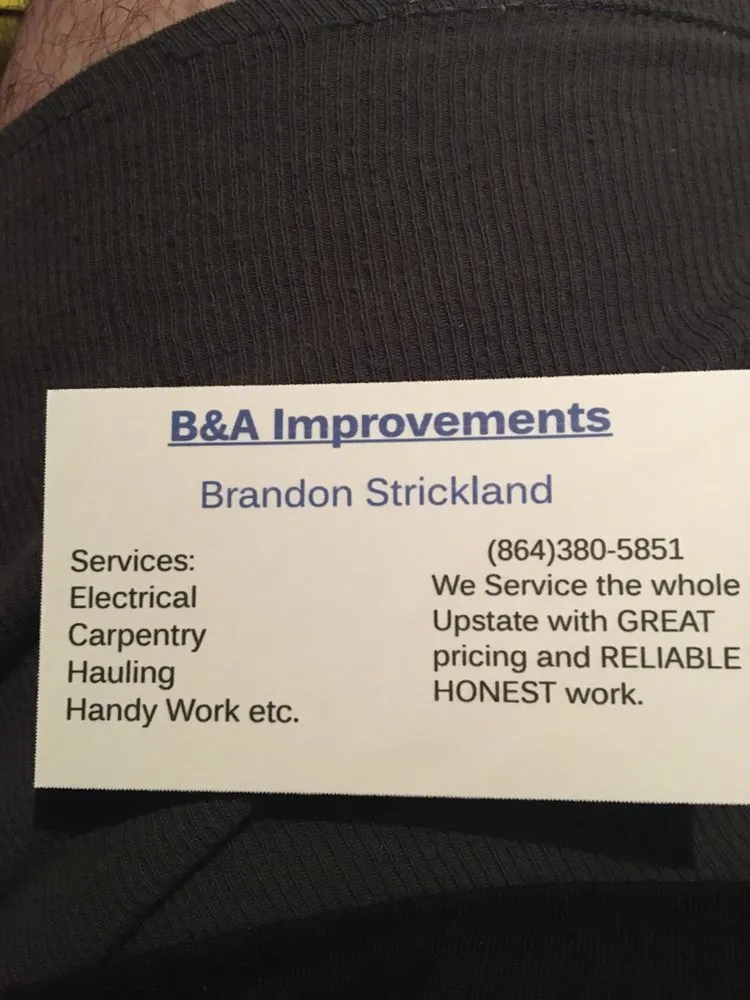 B&A Improvements
Brandon Strickland
Services:
Electrical
Carpentry
Hauling
Handy Work etc.
(864)380-5851
We Service the whole
Upstate with GREAT
pricing and RELIABLE
HONEST work.